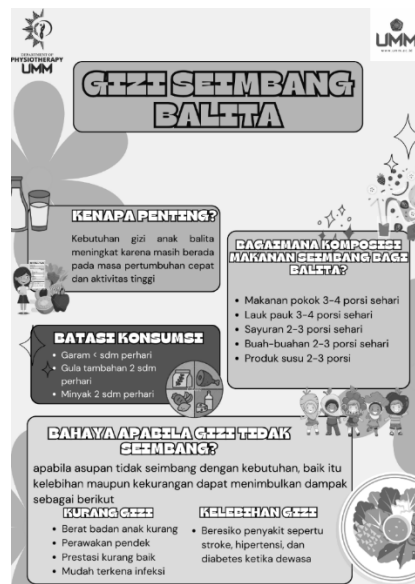 DEPARTMENT OF
PHYSIOTHERAPY
UMM
UMM
www.umm.ac.id
GIZI SEIMBANG
BALITA
KENAPA PENTING?
Kebutuhan gizi anak balita
meningkat karena masih berada
pada masa pertumbuhan cepat
dan aktivitas tinggi
BAGAIMANA KOMPOSISI
MAKANAN SEIMBANG BAGI
BALITA?
• Makanan pokok 3-4 porsi sehari
• Lauk pauk 3-4 porsi sehari
• Sayuran 2-3 porsi sehari
• Buah-buahan 2-3 porsi sehari
• Produk susu 2-3 porsi
BATASI KONSUMSI
• Garam < sdm perhari
• Gula tambahan 2 sdm
perhari
• Minyak 2 sdm perhari
BAHAYA APABILA GIZI TIDAK
SEIMBANG?
apabila asupan tidak seimbang dengan kebutuhan, baik itu
kelebihan maupun kekurangan dapat menimbulkan dampak
sebagai berikut
KURANG GIZI
• Berat badan anak kurang
• Perawakan pendek
• Prestasi kurang baik
• Mudah terkena infeksi
KELEBIHAN GIZI
• Beresiko penyakit sepertu
stroke, hipertensi, dan
diabetes ketika dewasa